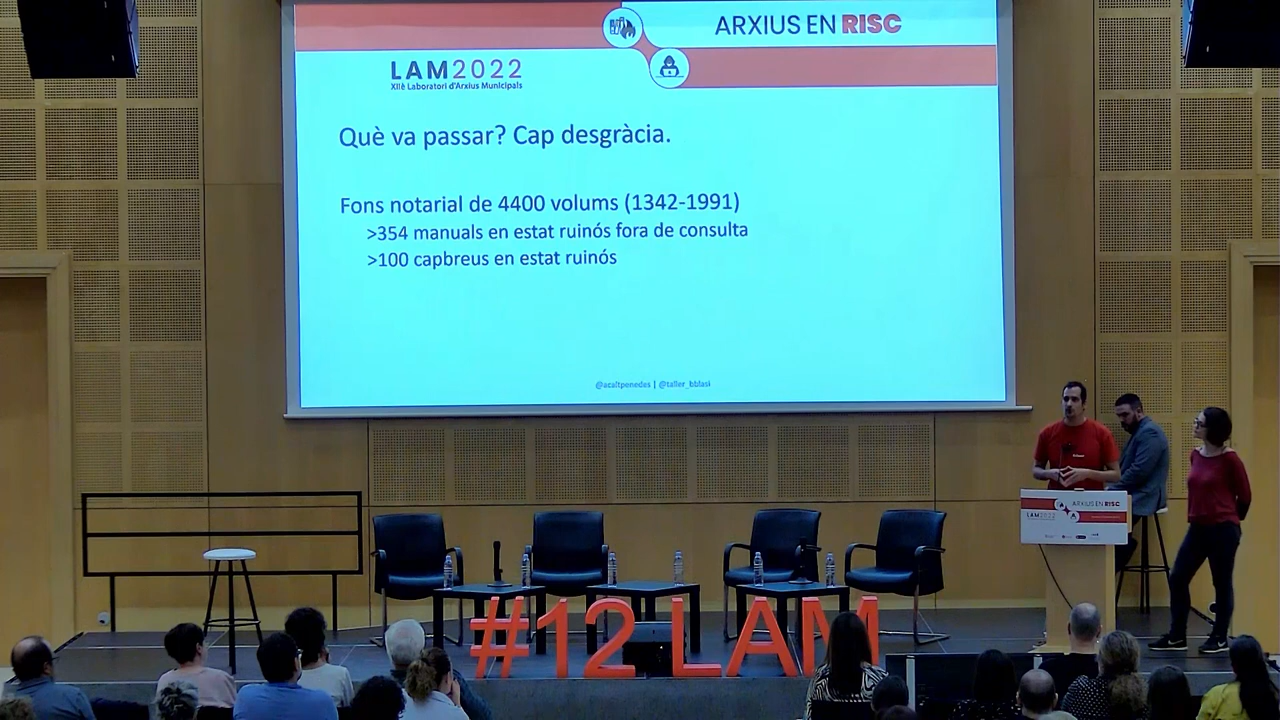 ARXIUS EN RISC
LAM2022
XIIè Laboratori d'Arxius Municipals
Què va passar? Cap desgràcia.
Fons notarial de 4400 volums (1342-1991)
>354 manuals en estat ruinós fora de consulta
>100 capbreus en estat ruinós
@acaltpenedes | @taller_bblasi
ARXIUS EN RISC
LAM2022
#12 LAM